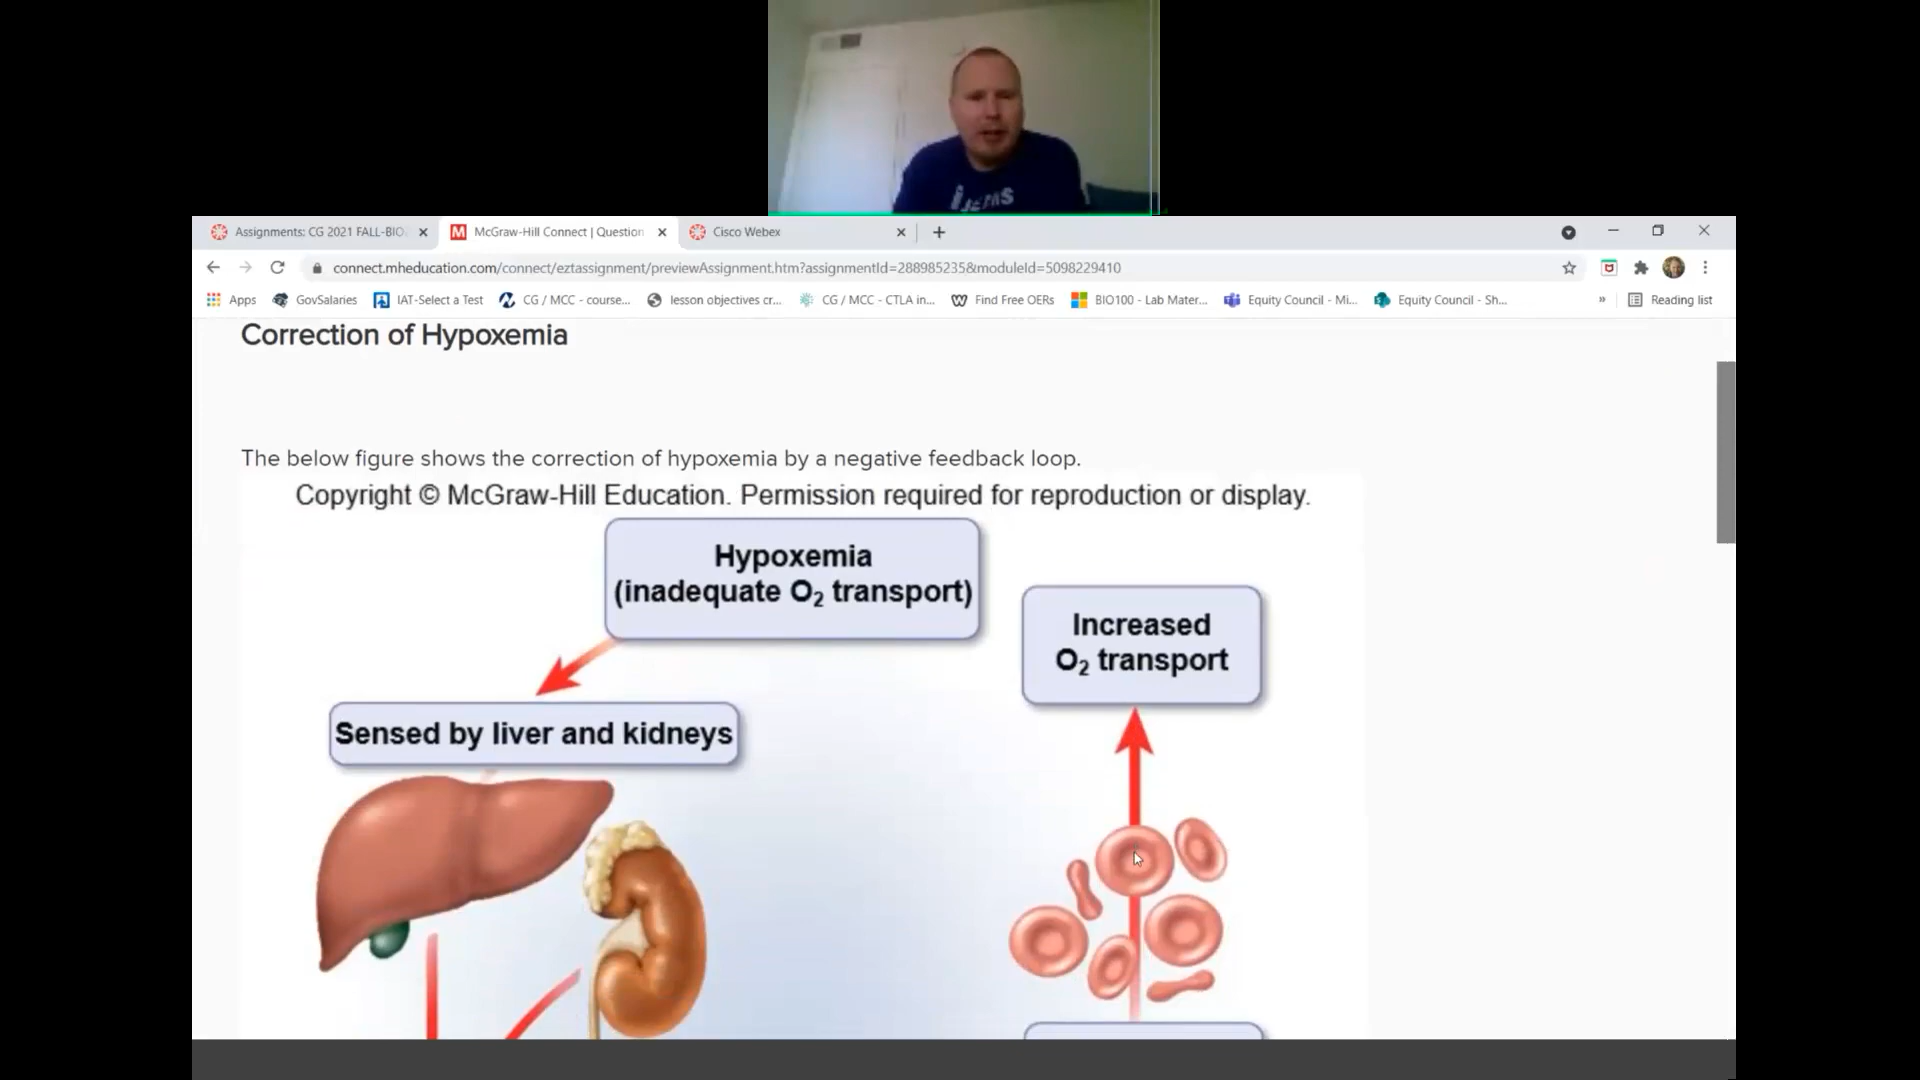 Assignments: CG 2021 FALL-BIO
McGraw-Hill Connect | Question
Cisco Webex
connect.mheducation.com/connect/eztassignment/previewAssignment.htm?assignmentId=288985235&moduleId=5098229410
Apps
GovSalaries
IAT-Select a Test
CG / MCC - course...
lesson objectives cr...
CG / MCC - CTLA in...
Find Free OERs
BIO100 - Lab Mater...
Equity Council - Mi...
Equity Council - Sh...
»
Reading list
Correction of Hypoxemia
The below figure shows the correction of hypoxemia by a negative feedback loop.
Copyright © McGraw-Hill Education. Permission required for reproduction or display.
Hypoxemia
(inadequate O₂ transport)
Increased
O₂ transport
Sensed by liver and kidneys